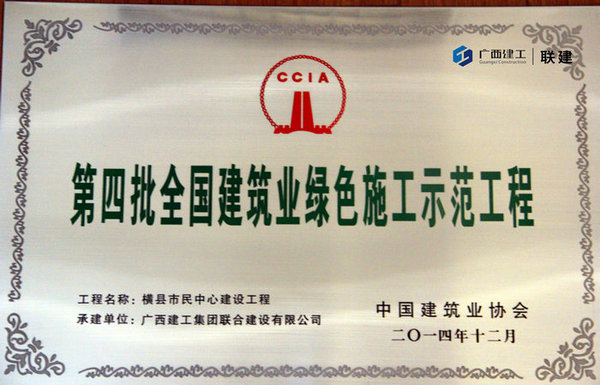 广西建工 联建
Guangxi Construction
CCIA
第四批全国建筑业绿色施工示范工程
工程名称：横县市民中心建设工程
承建单位：广西建工集团联合建设有限公司
中国建筑业协会
二〇一四年十二月